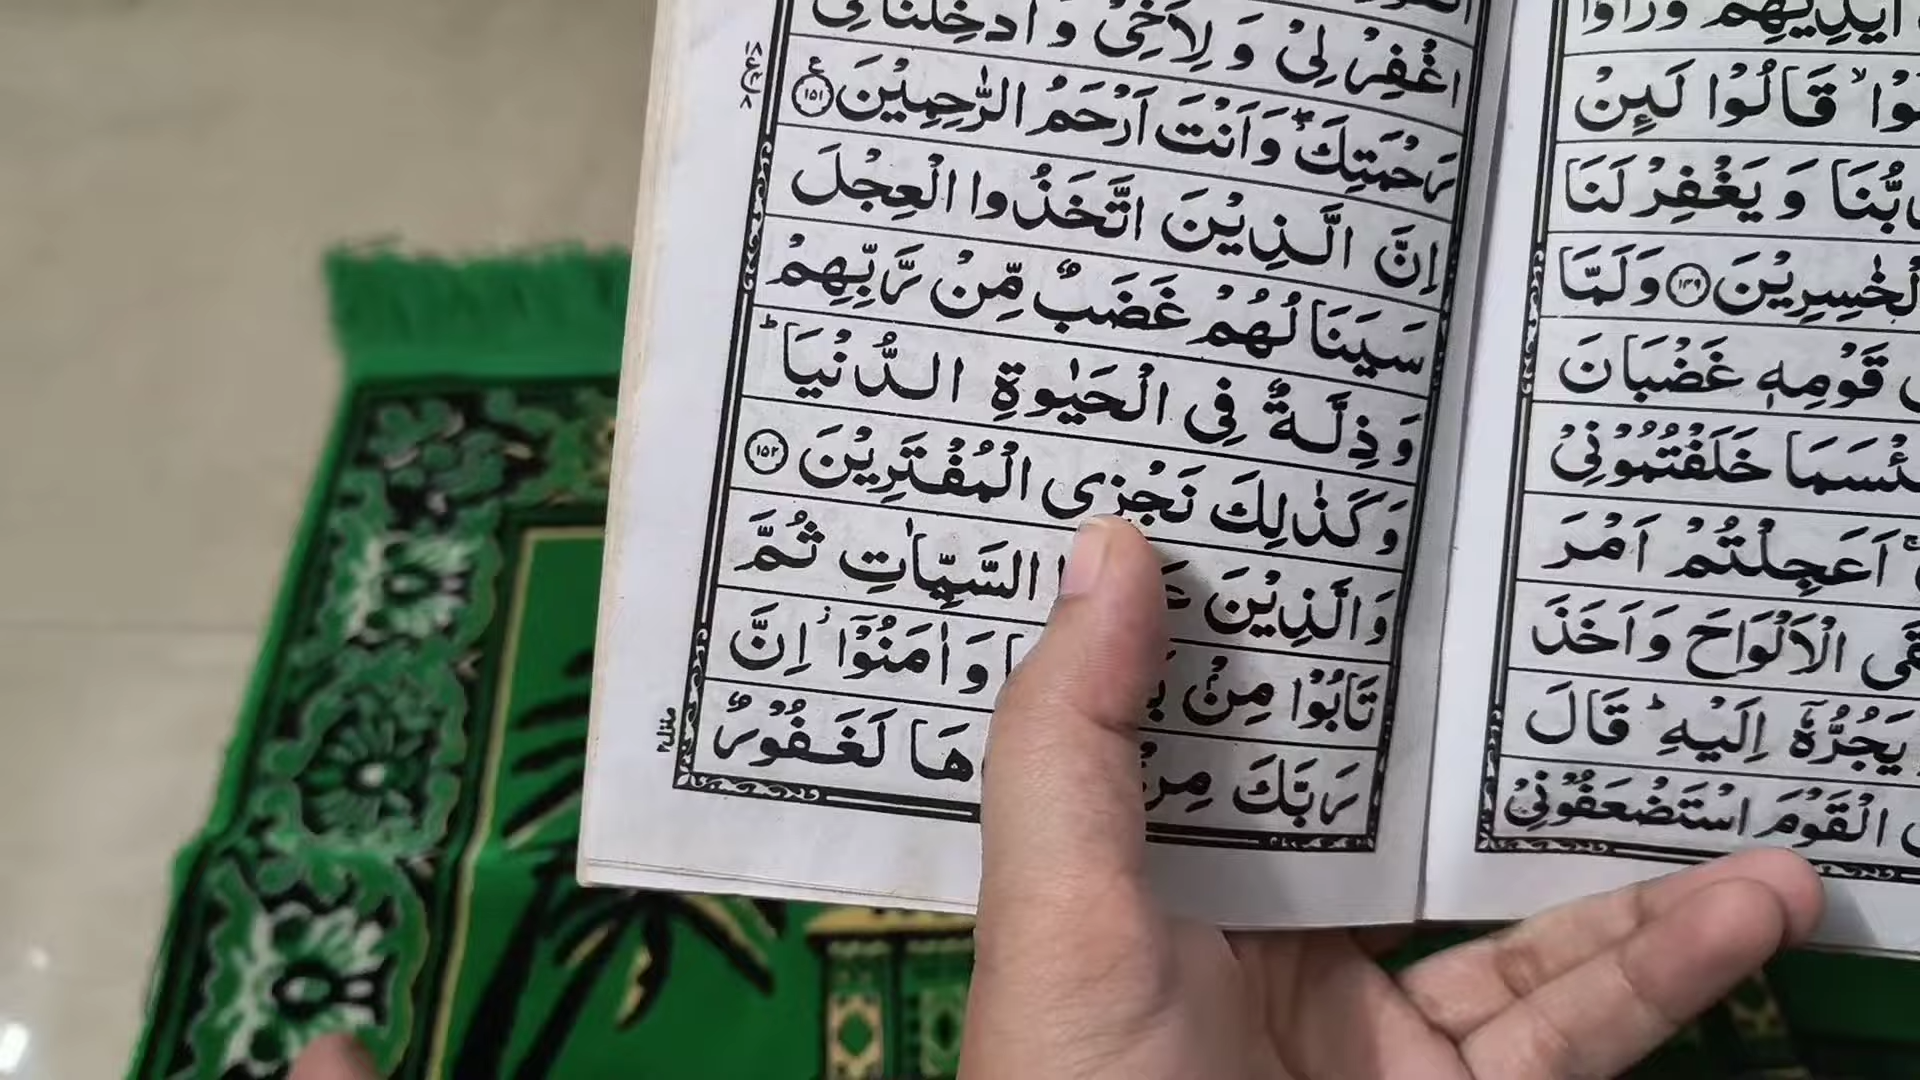 اَيْدِيْهِمْ وَرَاَوْا
قَالُوْا لَئِنْ
وَيَغْفِرْ لَنَا
الْخٰسِرِيْنَ ۝۱۴۹ وَلَمَّا
قَوْمِهٖ غَضْبَانَ
خَلَفْتُمُوْنِيْ
اَعَجِلْتُمْ اَمْرَ
الْاَلْوَاحَ وَاَخَذَ
يَجُرُّهٗٓ اِلَيْهِ ؕ قَالَ
الْقَوْمَ اسْتَضْعَفُوْنِيْ
اغْفِرْ لِيْ وَ لِاَخِيْ وَ اَدْخِلْنَا فِيْ
رَحْمَتِكَ ۖ وَاَنْتَ اَرْحَمُ الرّٰحِمِيْنَ ۝۱۵۱ ع
اِنَّ الَّذِيْنَ اتَّخَذُوا الْعِجْلَ
سَيَنَالُهُمْ غَضَبٌ مِّنْ رَّبِّهِمْ
وَذِلَّةٌ فِى الْحَيٰوةِ الدُّنْيَا ؕ
وَكَذٰلِكَ نَجْزِى الْمُفْتَرِيْنَ ۝۱۵۲
وَالَّذِيْنَ السَّيِّاٰتِ ثُمَّ
تَابُوْا مِنْۢ وَاٰمَنُوْٓا ؗ اِنَّ
رَبَّكَ لَغَفُوْرٌ